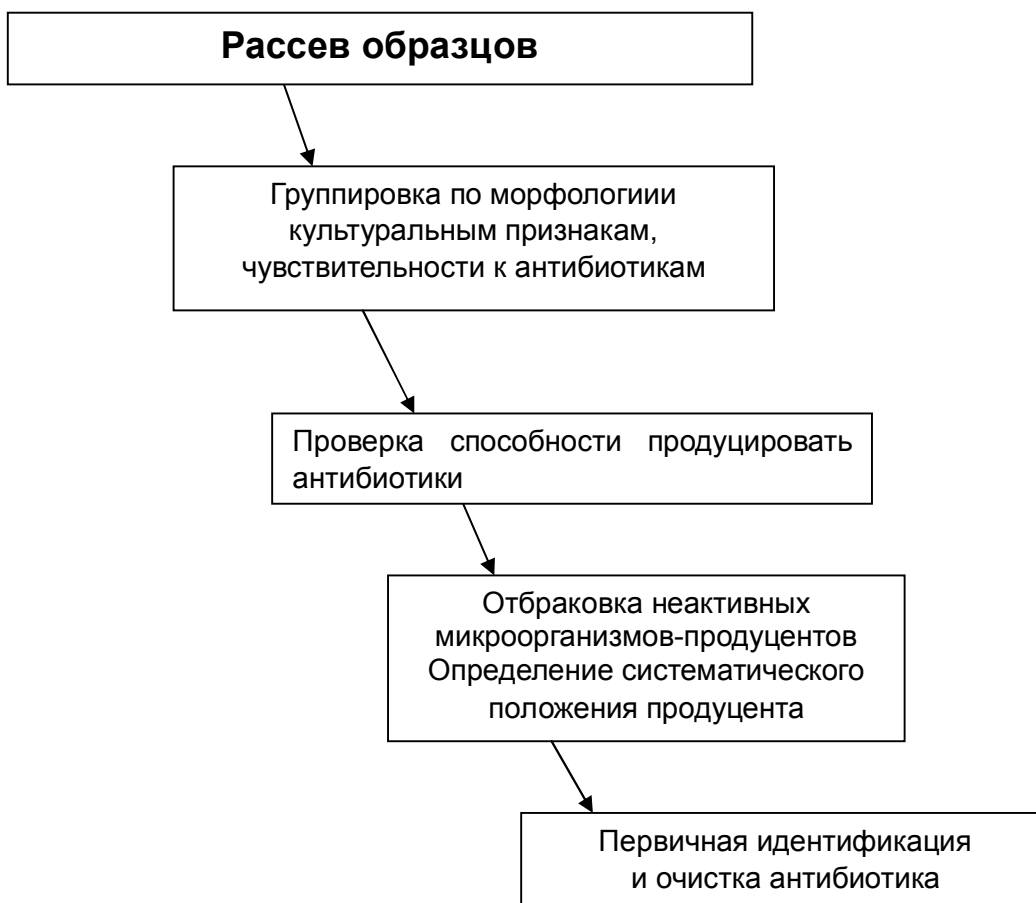 Рассев образцов
Группировка по морфологиии
культуральным признакам,
чувствительности к антибиотикам
Проверка способности продуцировать
антибиотики
Отбраковка неактивных
микроорганизмов-продуцентов
Определение систематического
положения продуцента
Первичная идентификация
и очистка антибиотика